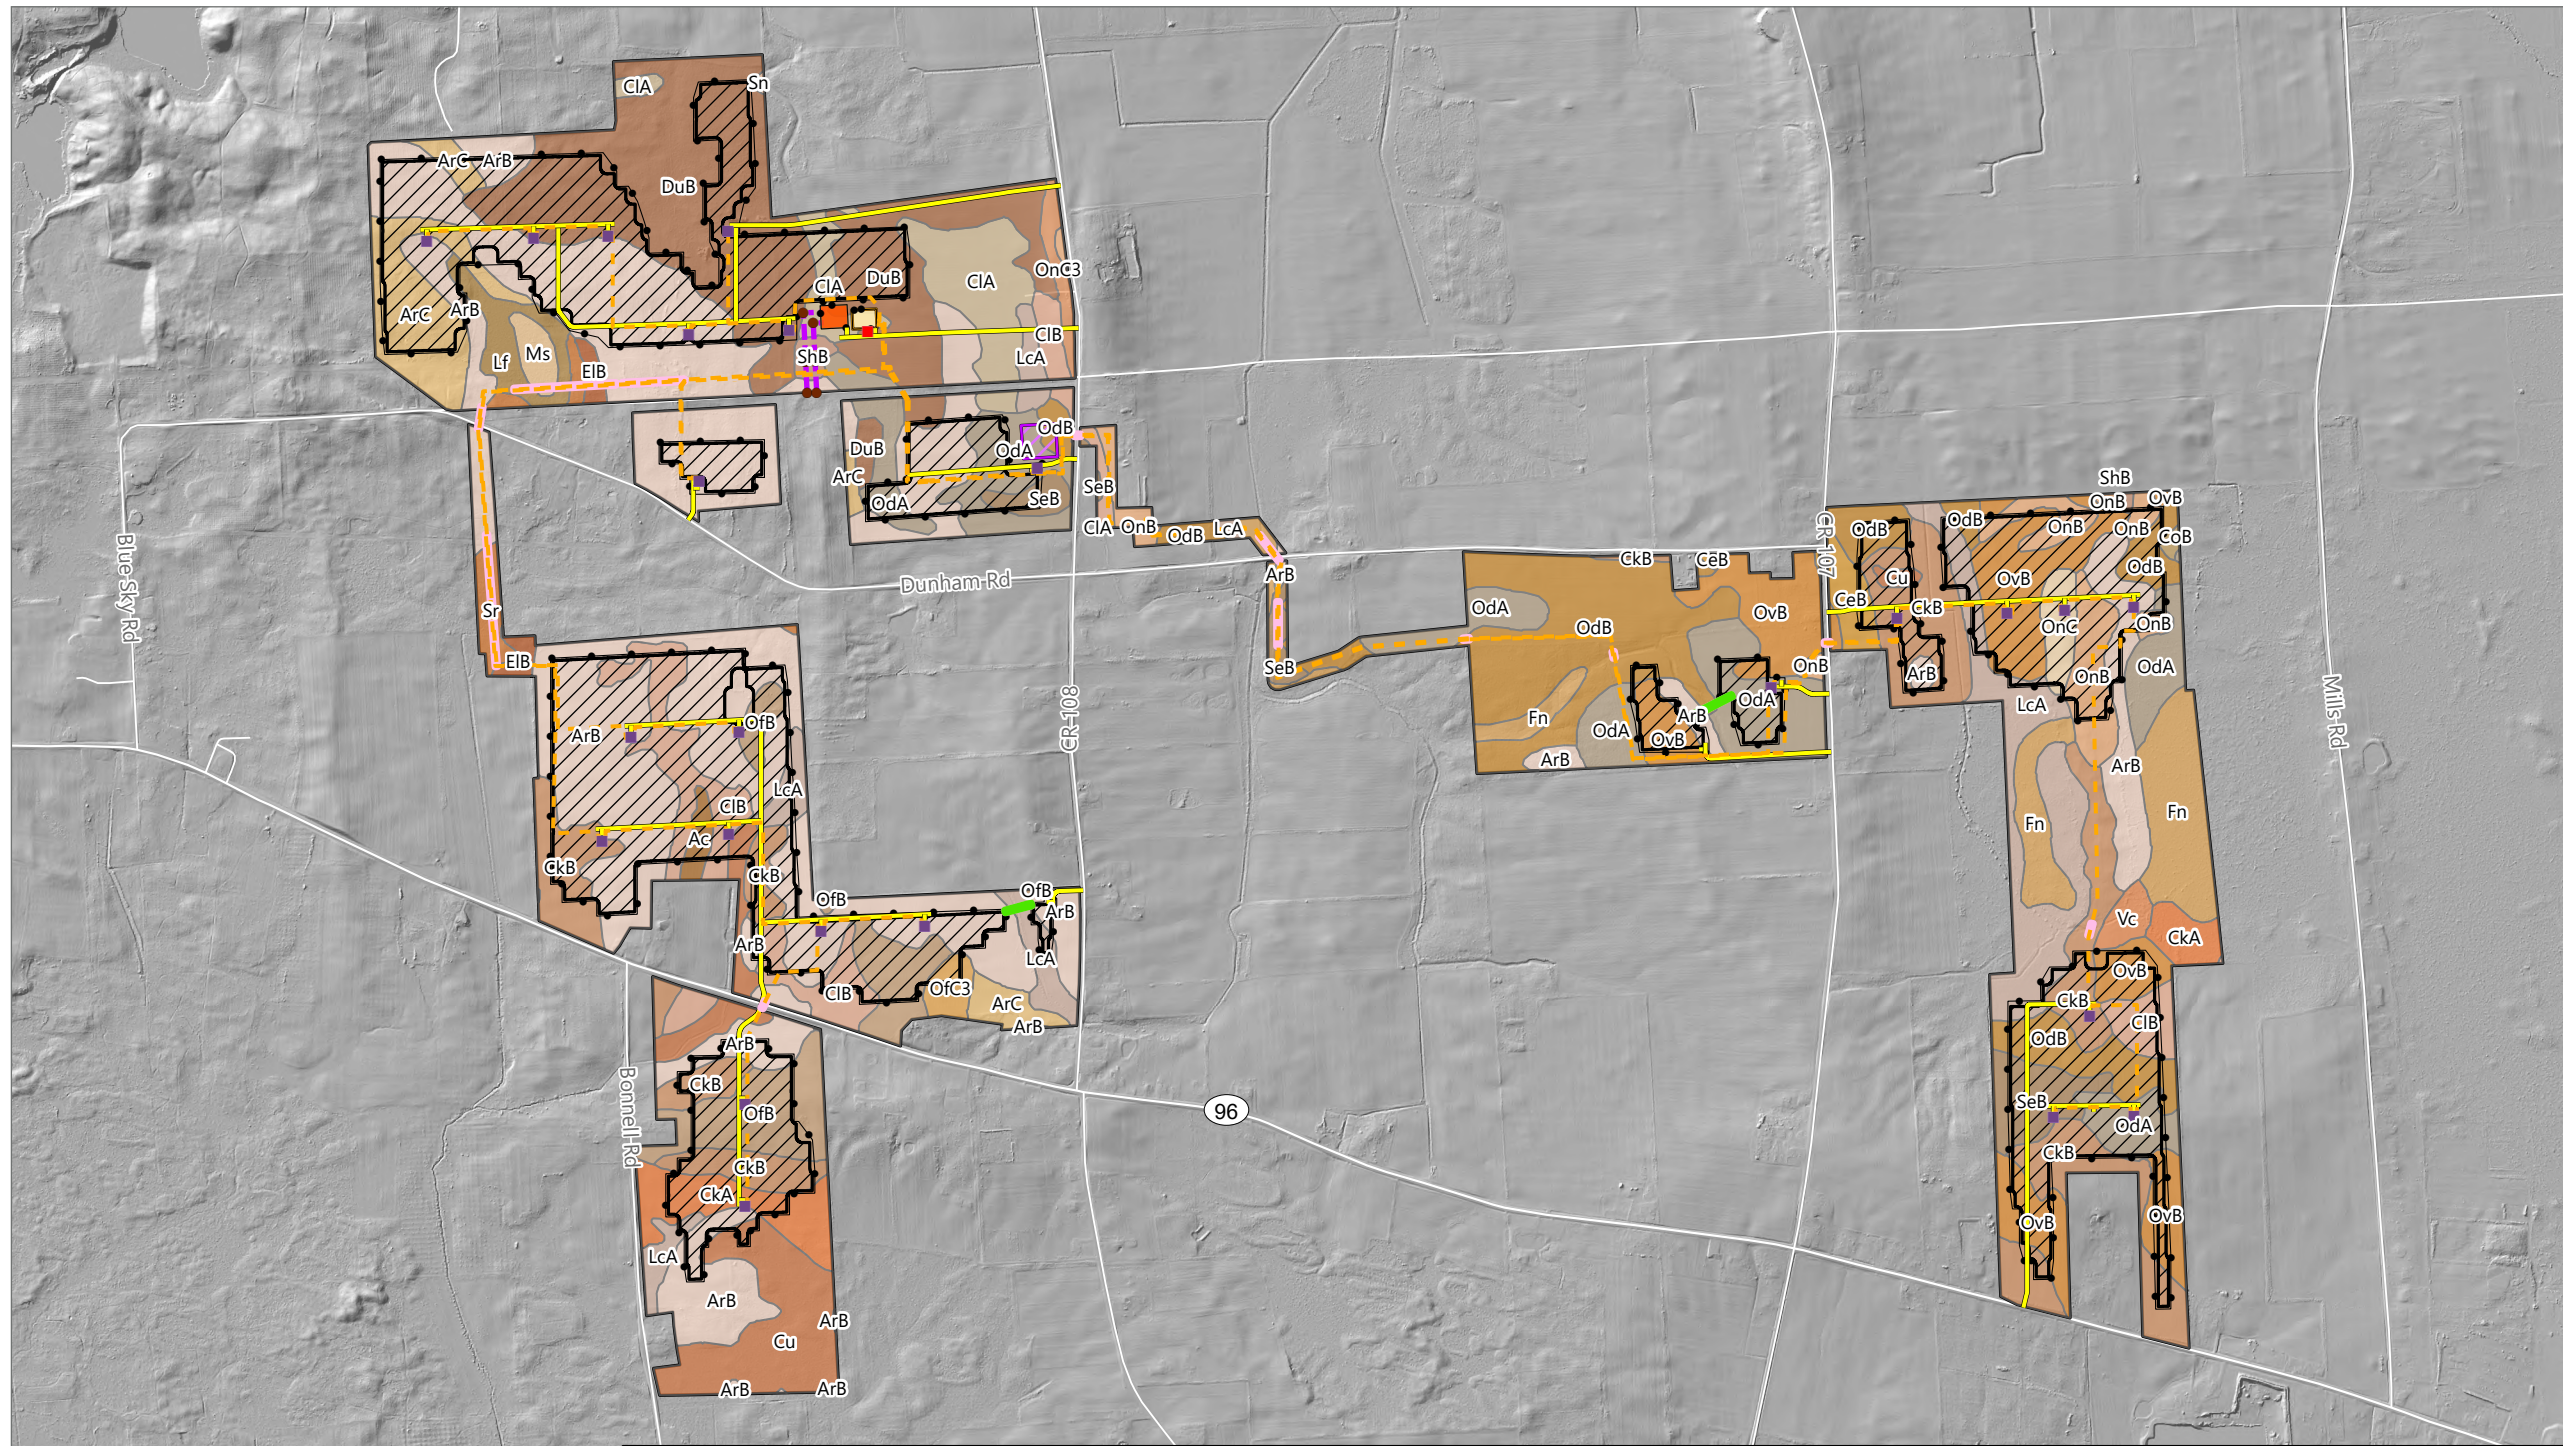 ClA
Sn
ArC
ArB
DuB
OnC3
DuB
ClA
ClA
ArC
ArB
ClB
ShB
LcA
Lf
Ms
ElB
OdB
DuB
OdA
ArC
OdA
SeB
SeB
ClA
OnB
OdB
LcA
ShB
OnB
OvB
OdB
OdB
OnB
OnB
CoB
CR 107
CkB
CeB
Blue Sky Rd
Dunham Rd
ArB
Cu
OvB
OdB
CeB
CkB
OdA
OvB
Sr
OdB
OnC
OnB
ElB
SeB
OnB
OdA
ArB
OnB
Mills Rd
CR 108
LcA
OdA
Fn
ArB
OdA
OvB
ArB
ArB
OfB
ArB
LcA
ClB
Ac
Fn
Fn
CkB
CkB
OfB
OfB
ArB
Vc
CkA
ArB
LcA
OvB
ClB
OfC3
ArC
ArB
CkB
ClB
OdB
ArB
CkB
OfB
96
SeB
OdA
Bonnell Rd
CkB
CkB
CkA
OvB
OvB
LcA
ArB
ArB
Cu
ArB
ArB